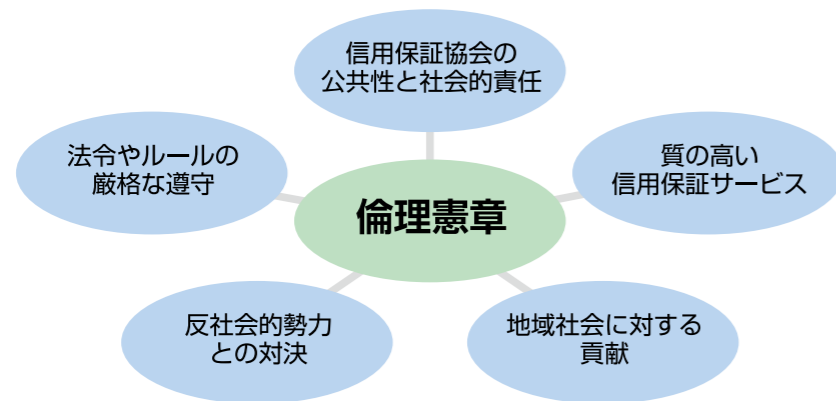 信用保証協会の
公共性と社会的責任
法令やルールの
厳格な遵守
質の高い
信用保証サービス
倫理憲章
反社会的勢力
との対決
地域社会に対する
貢献